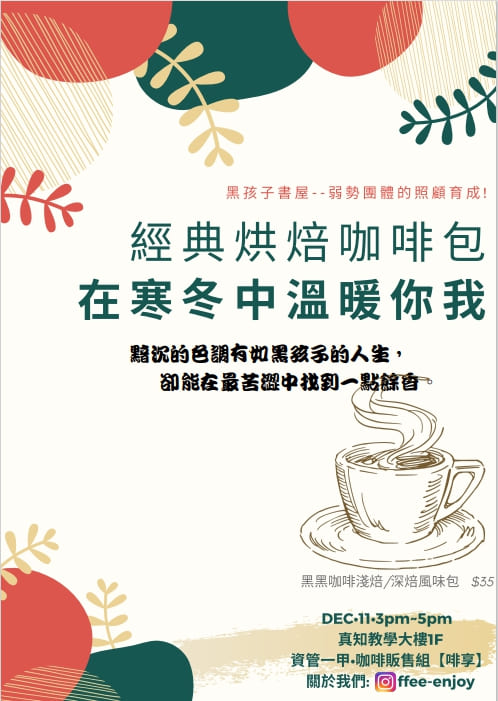 黑孩子書屋--弱勢團體的照顧育成!
經典烘焙咖啡包
在寒冬中溫暖你我
黯沉的色調有如黑孩子的人生，
卻能在最苦澀中找到一點餘香。
黑黑咖啡淺焙/深焙風味包 $35
DEC•11•3pm~5pm
真知教學大樓1F
資管一甲•咖啡販售組【啡享】
關於我們: ffee-enjoy